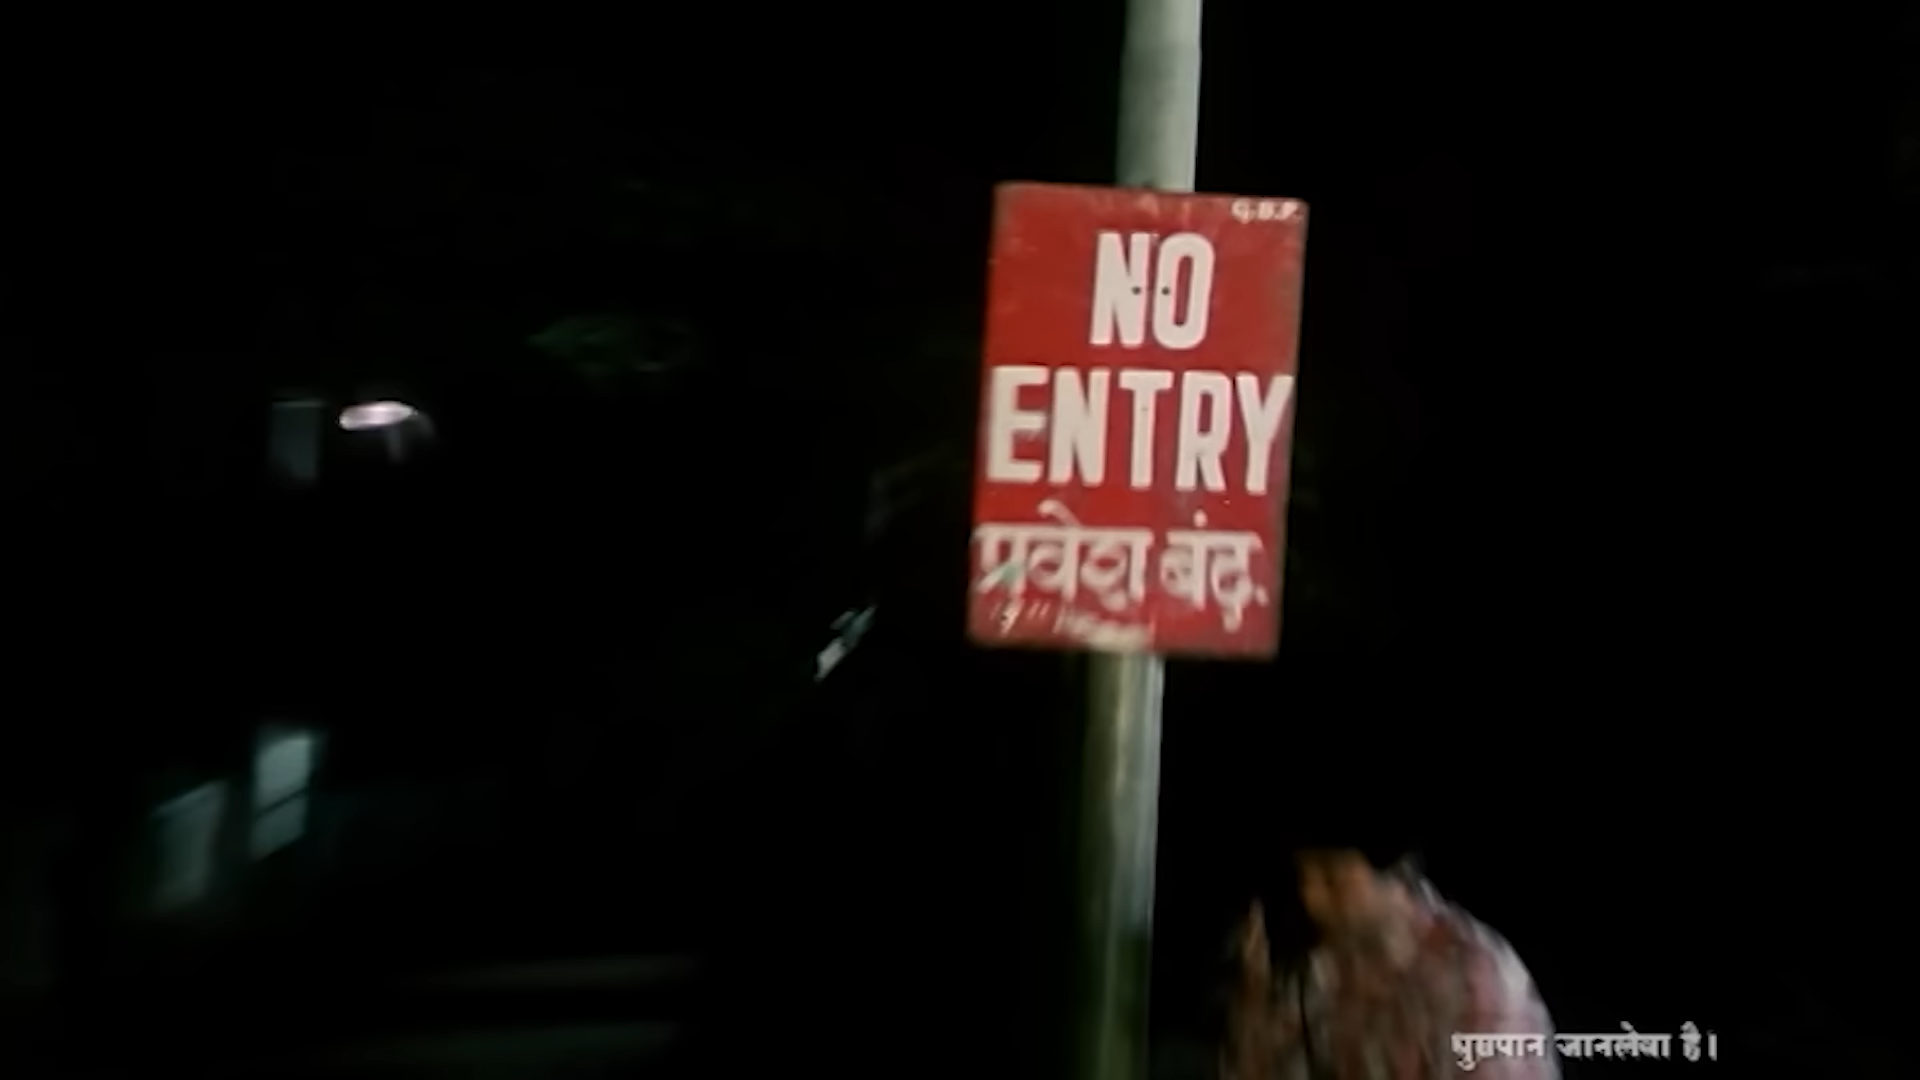 G.B.P.
NO
ENTRY
प्रवेश बंद.
धुम्रपान जानलेवा है।